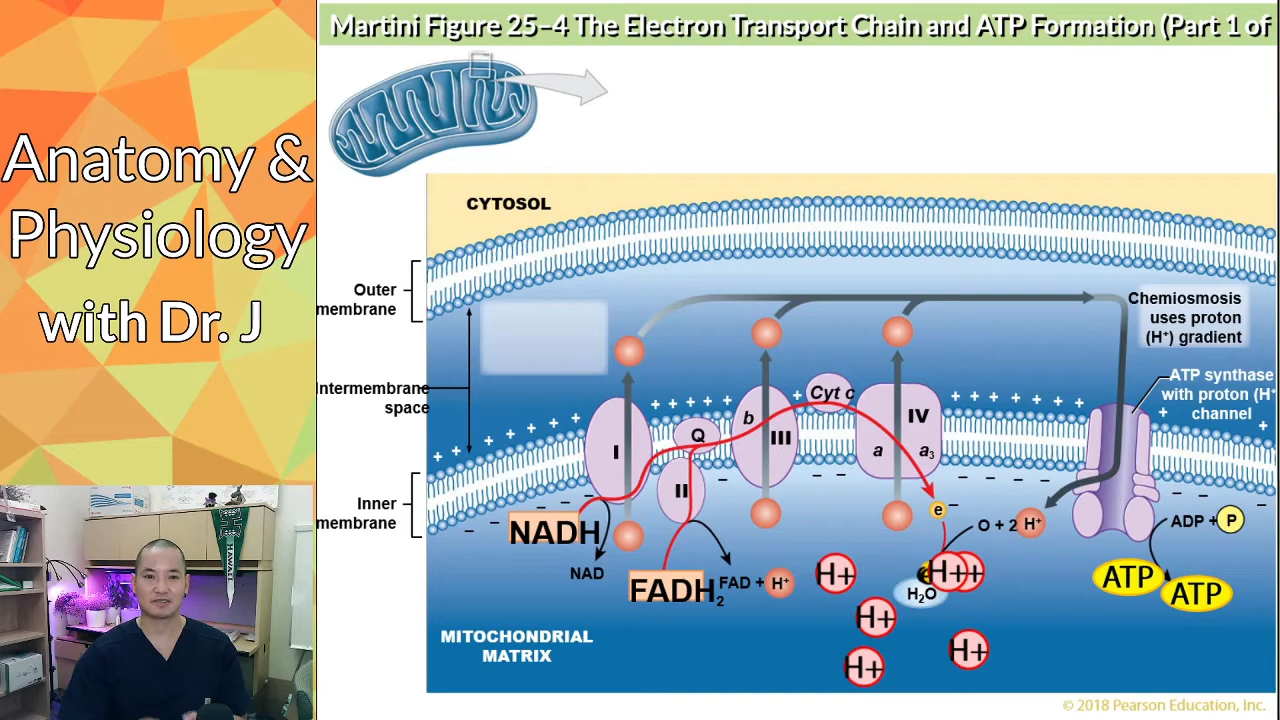 Martini Figure 25–4 The Electron Transport Chain and ATP Formation (Part 1 of
Anatomy &
Physiology
with Dr. J
CYTOSOL
Outer
membrane
Intermembrane
space
Inner
membrane
Chemiosmosis
uses proton
(H⁺) gradient
ATP synthase
with proton (H⁺
channel
+ + + + + + + + + + + + + + + + +
I
Q
II
b
III
Cyt c
IV
a
a₃
NADH
NAD
FADH₂
FAD + H⁺
e
O + 2 H⁺
H₂O
H+
H+
H+
H+
H++
ADP + P
ATP
ATP
MITOCHONDRIAL
MATRIX
HAWAII
© 2018 Pearson Education, Inc.